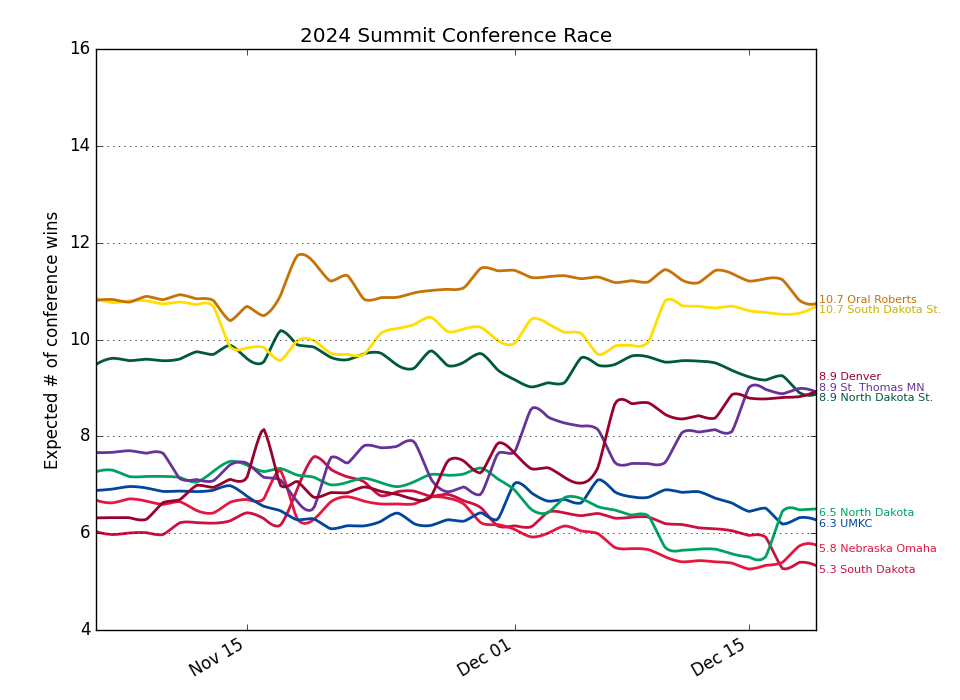 2024 Summit Conference Race
Expected # of conference wins
16
14
12
10
8
6
4
Nov 15
Dec 01
Dec 15
10.7 Oral Roberts
10.7 South Dakota St.
8.9 Denver
8.9 St. Thomas MN
8.9 North Dakota St.
6.5 North Dakota
6.3 UMKC
5.8 Nebraska Omaha
5.3 South Dakota